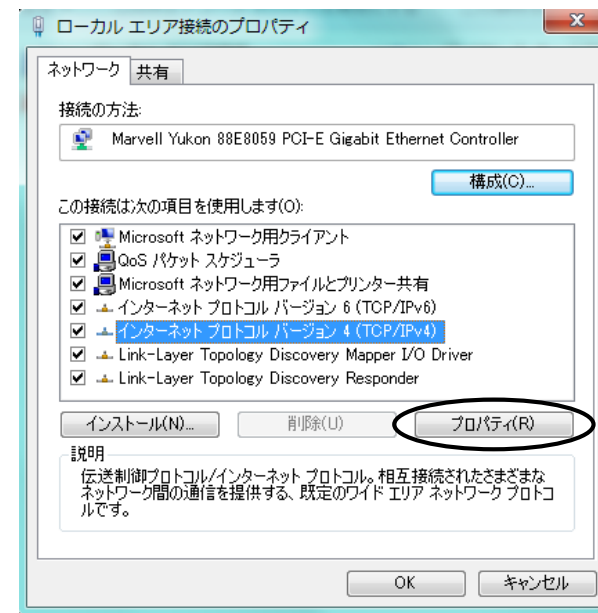 ローカル エリア接続のプロパティ
ネットワーク 共有
接続の方法:
Marvell Yukon 88E8059 PCI-E Gigabit Ethernet Controller
構成(C)...
この接続は次の項目を使用します(O):
Microsoft ネットワーク用クライアント
QoS パケット スケジューラ
Microsoft ネットワーク用ファイルとプリンター共有
インターネット プロトコル バージョン 6 (TCP/IPv6)
インターネット プロトコル バージョン 4 (TCP/IPv4)
Link-Layer Topology Discovery Mapper I/O Driver
Link-Layer Topology Discovery Responder
インストール(N)... 削除(U) プロパティ(R)
説明
伝送制御プロトコル/インターネット プロトコル。相互接続されたさまざまな
ネットワーク間の通信を提供する、既定のワイド エリア ネットワーク プロトコ
ルです。
OK キャンセル